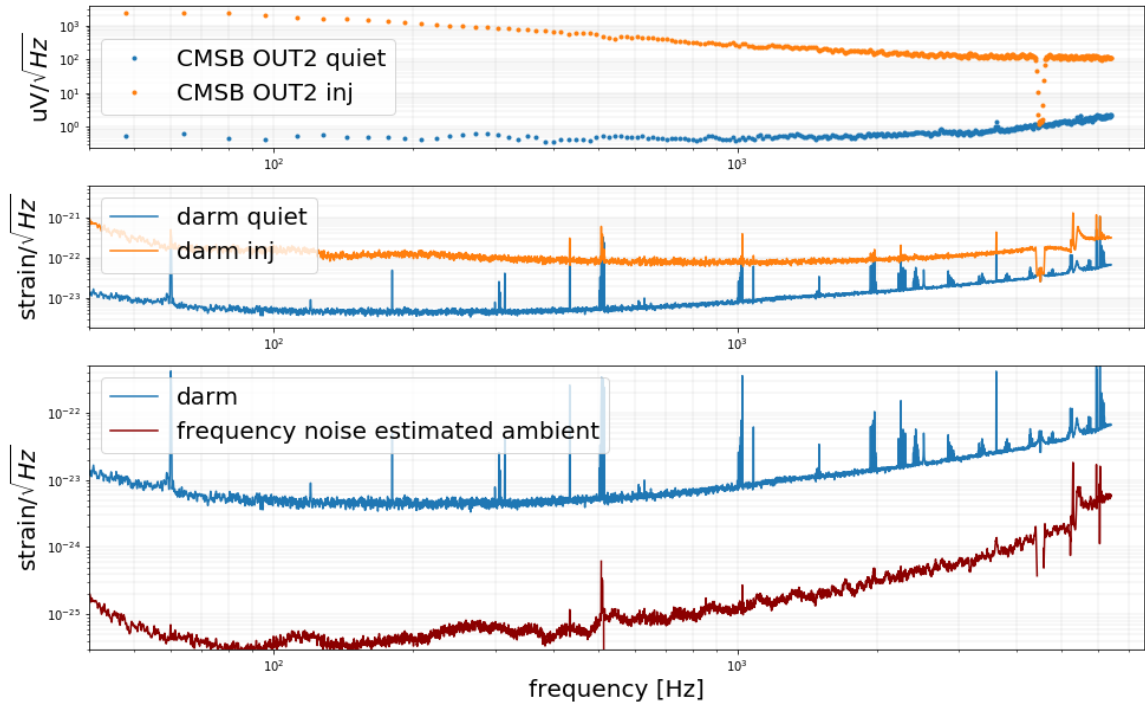 10³
10²
10¹
10⁰
uV/√Hz
CMSB OUT2 quiet
CMSB OUT2 inj
10² 10³
10⁻²¹
10⁻²²
10⁻²³
strain/√Hz
darm quiet
darm inj
10² 10³
10⁻²²
10⁻²³
10⁻²⁴
10⁻²⁵
strain/√Hz
darm
frequency noise estimated ambient
10² 10³
frequency [Hz]